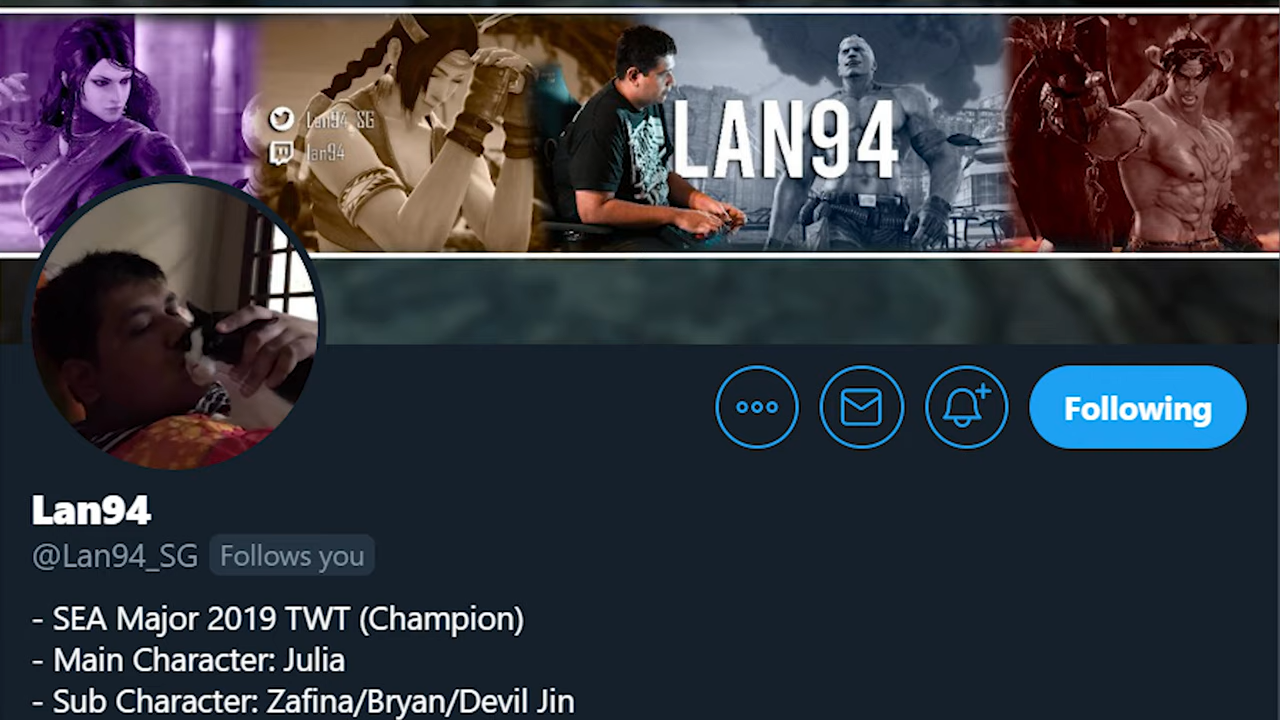 Lan94_SG
lan94
LAN94
Following
Lan94
@Lan94_SG Follows you
- SEA Major 2019 TWT (Champion)
- Main Character: Julia
- Sub Character: Zafina/Bryan/Devil Jin